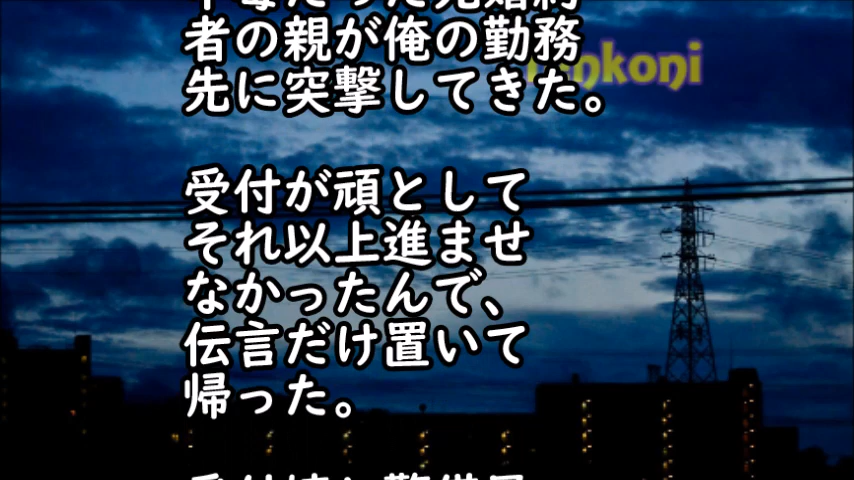 者の親が俺の勤務
先に突撃してきた。
受付が頑として
それ以上進ませ
なかったんで、
伝言だけ置いて
帰った。